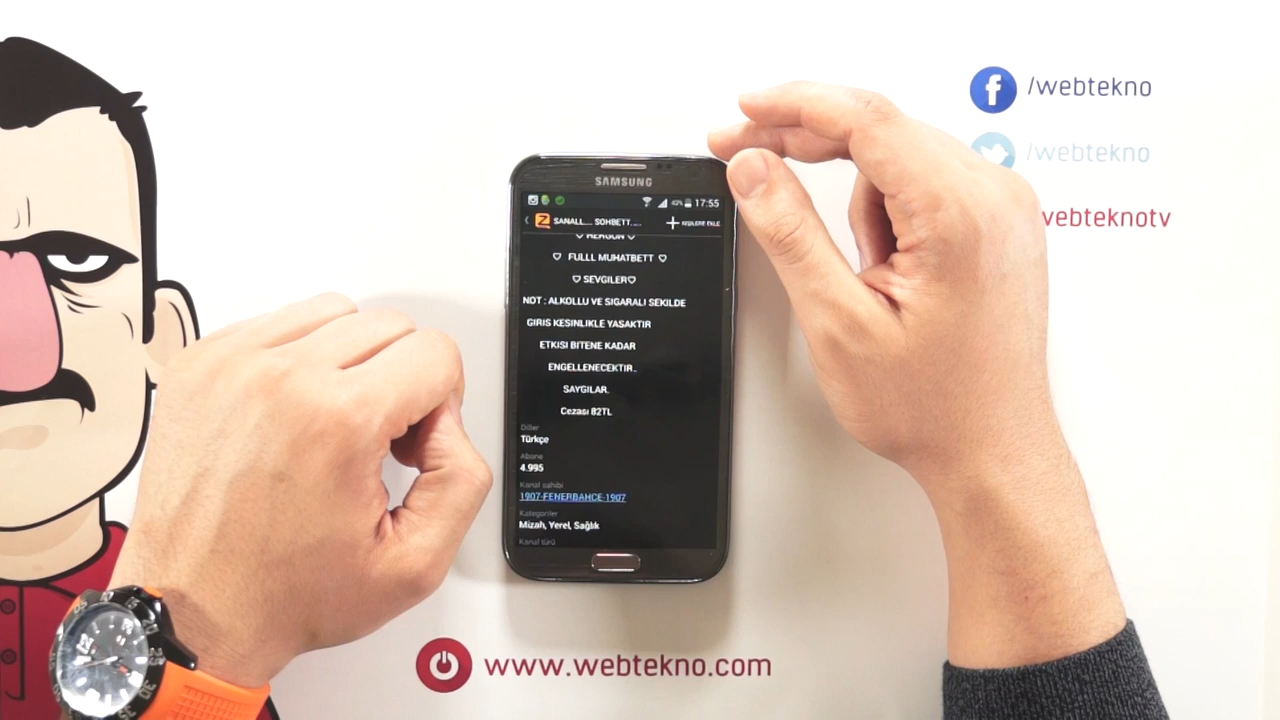 /webtekno
/webtekno
webteknotv
SAMSUNG
17:55
SANALL... SOHBETT... KİŞİLERE EKLE
♡ HERGUN ♡
♡ FULLL MUHATBETT ♡
♡ SEVGILER♡
NOT : ALKOLLU VE SIGARALI SEKILDE
GIRIS KESINLIKLE YASAKTIR
ETKISI BITENE KADAR
ENGELLENECEKTIR..
SAYGILAR.
Cezası 82TL
Diller
Türkçe
Abone
4.995
Kanal sahibi
1907-FENERBAHCE-1907
Kategoriler
Mizah, Yerel, Sağlık
Kanal türü
www.webtekno.com